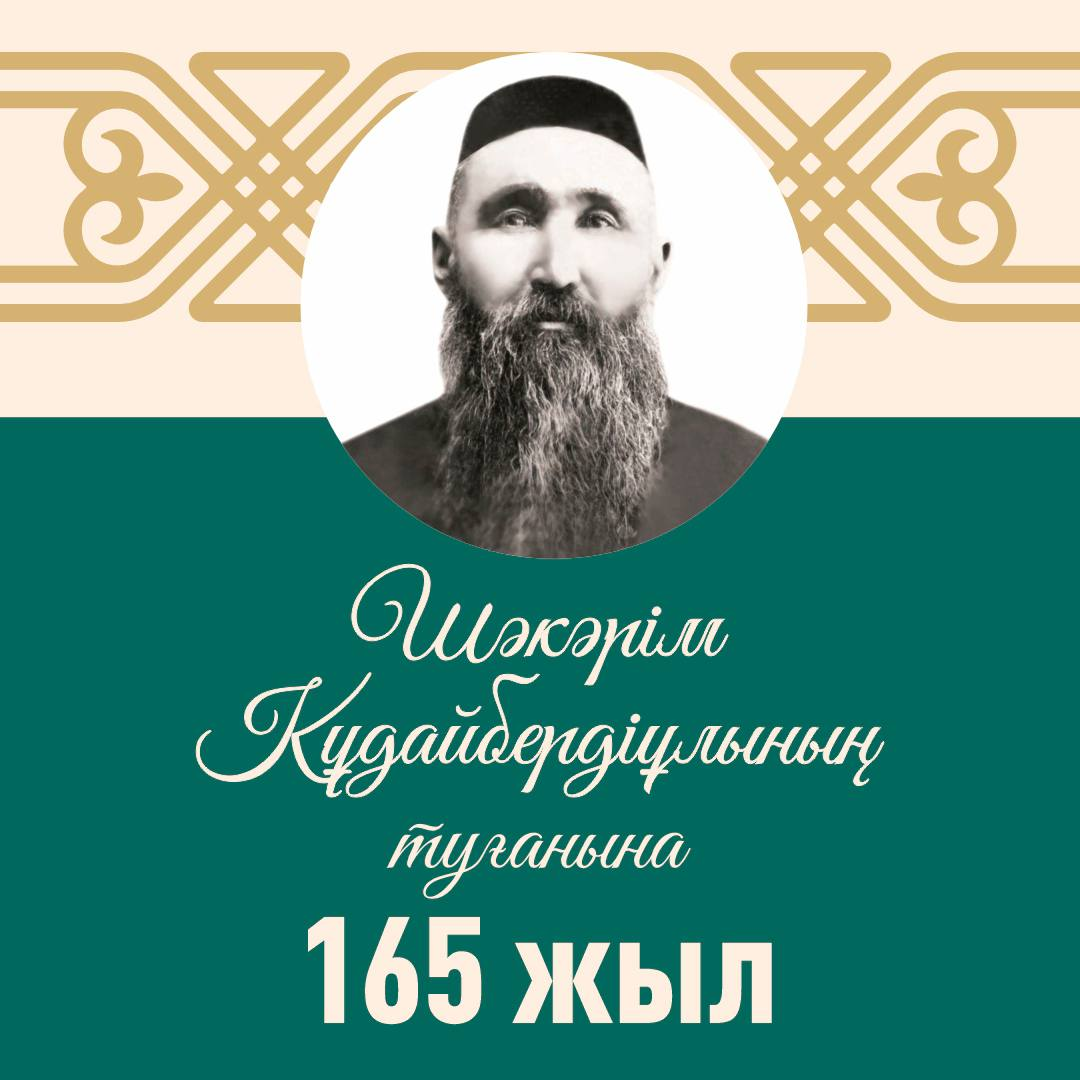 Шәкәрім
Құдайбердіұлының
туғанына
165 жыл